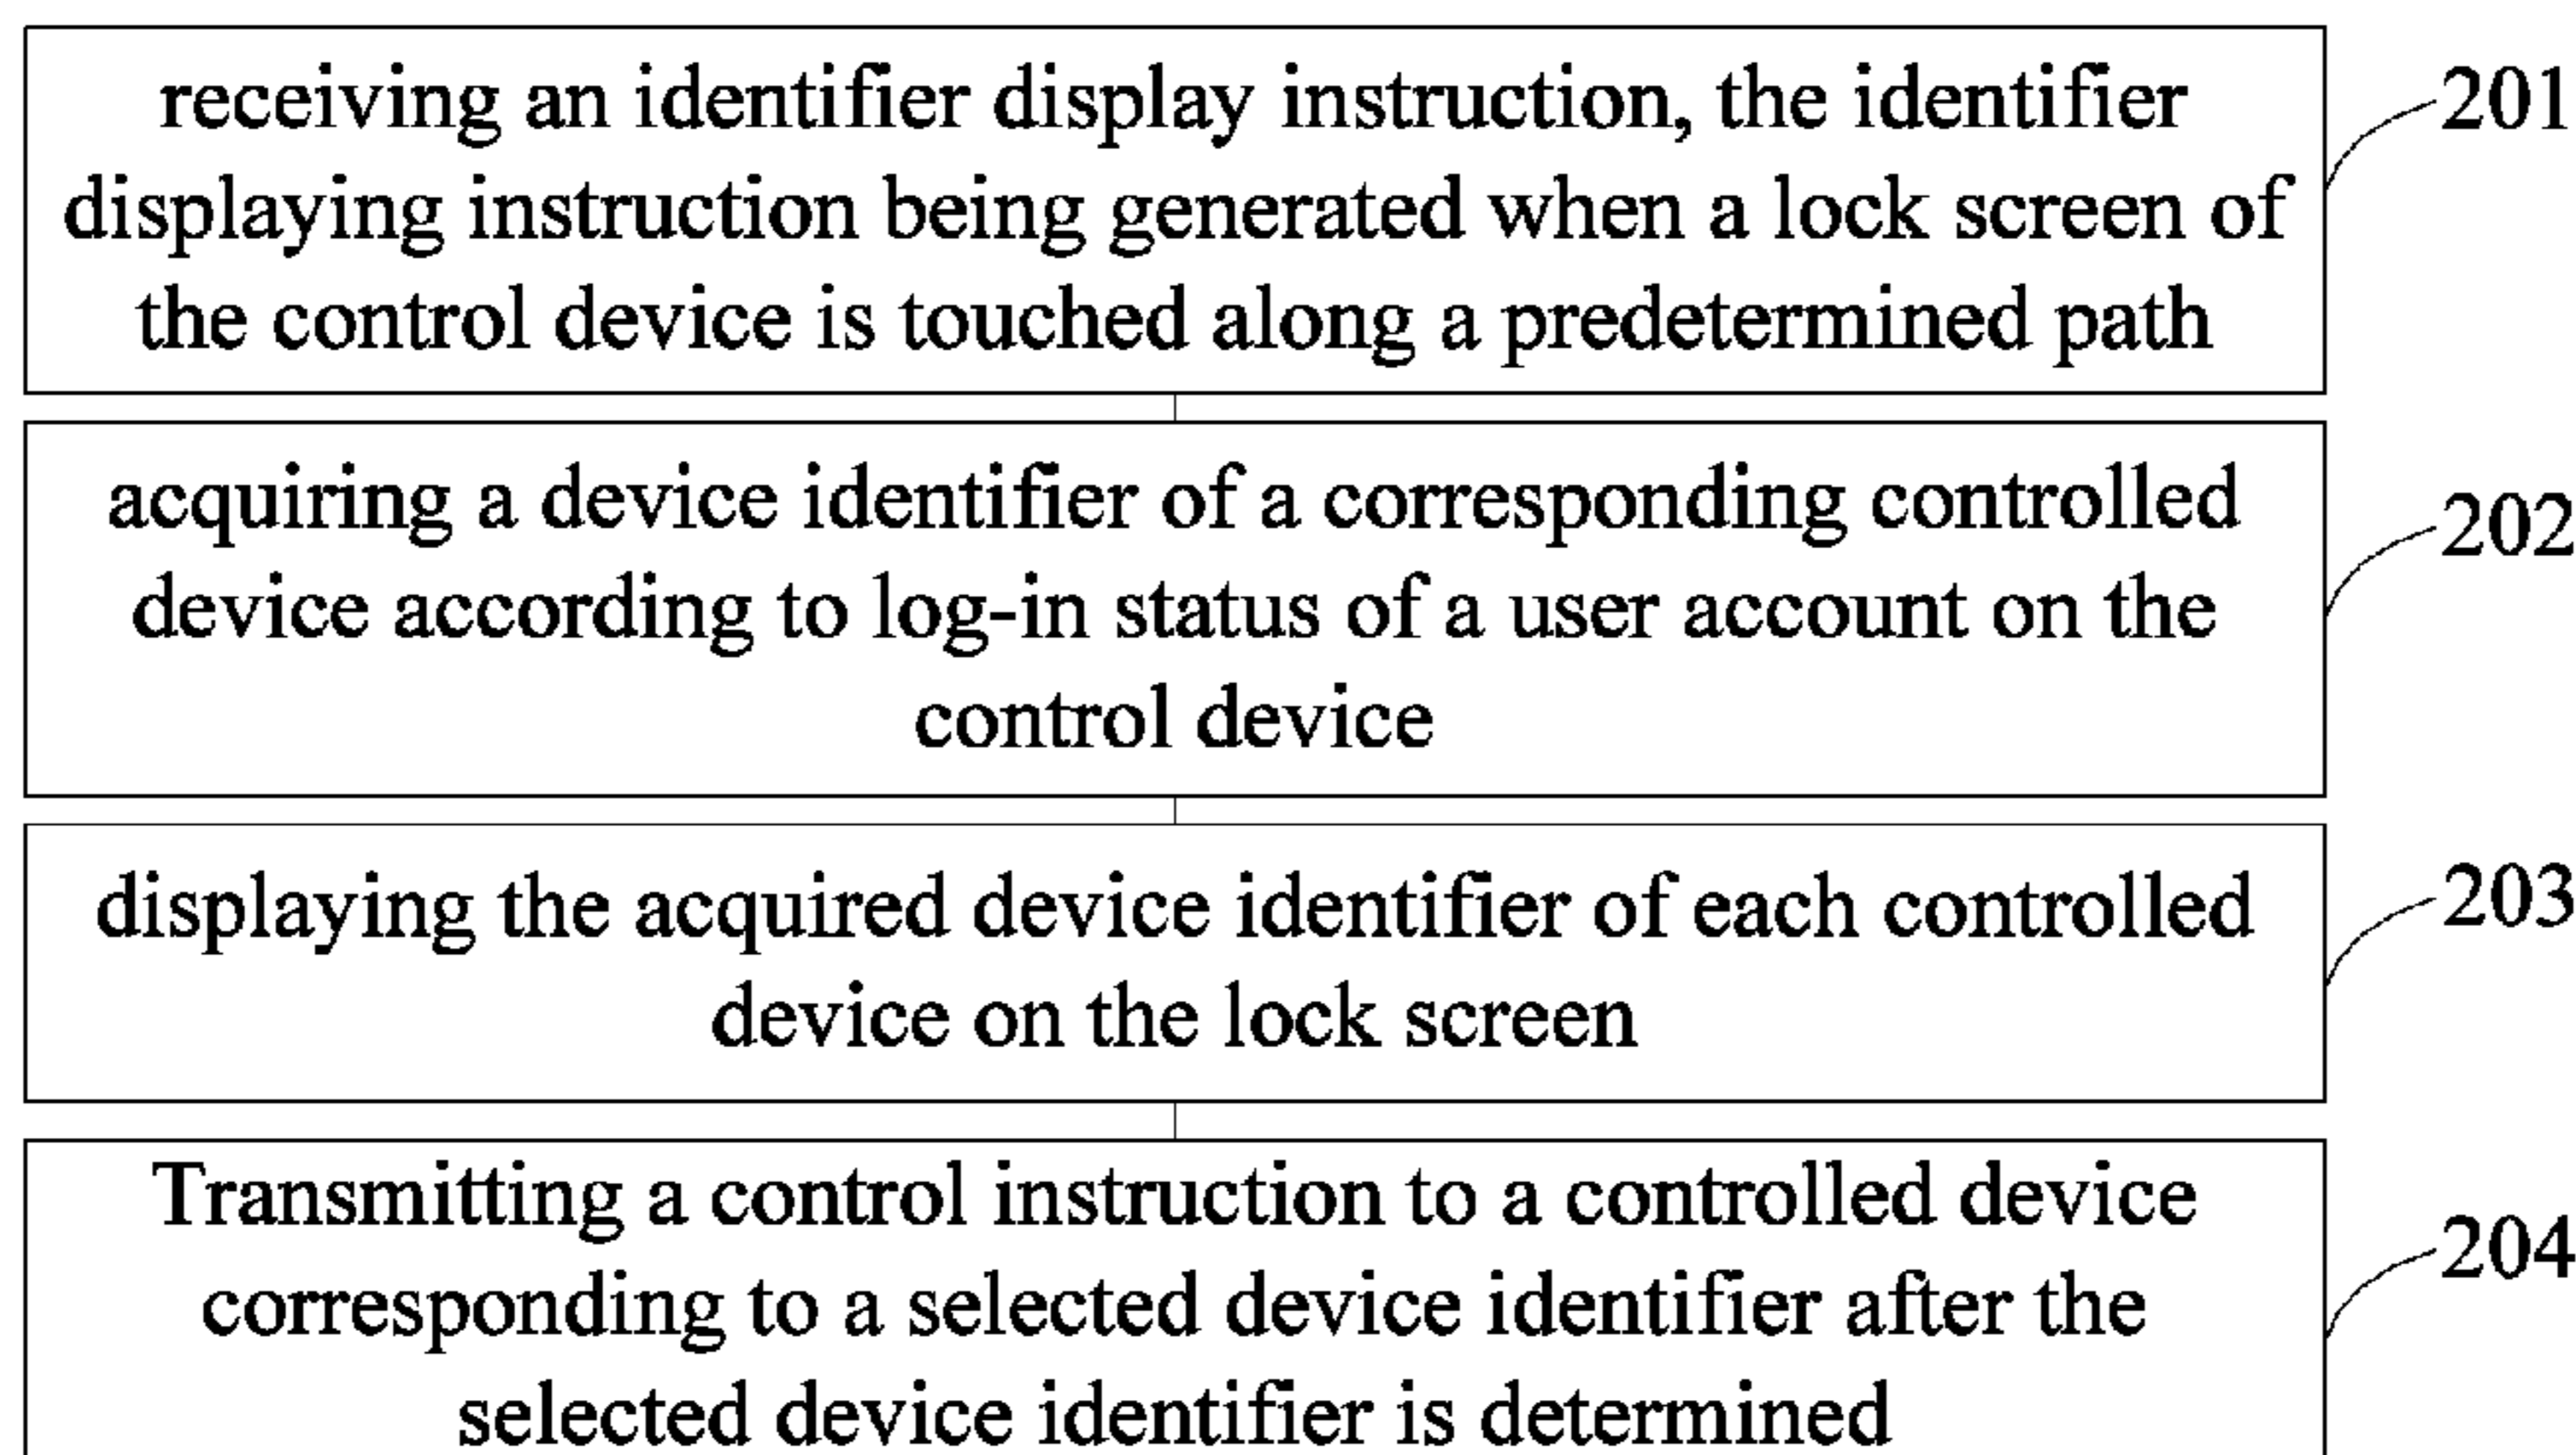 receiving an identifier display instruction, the identifier
displaying instruction being generated when a lock screen of
the control device is touched along a predetermined path
201
acquiring a device identifier of a corresponding controlled
device according to log-in status of a user account on the
control device
202
displaying the acquired device identifier of each controlled
device on the lock screen
203
Transmitting a control instruction to a controlled device
corresponding to a selected device identifier after the
selected device identifier is determined
204